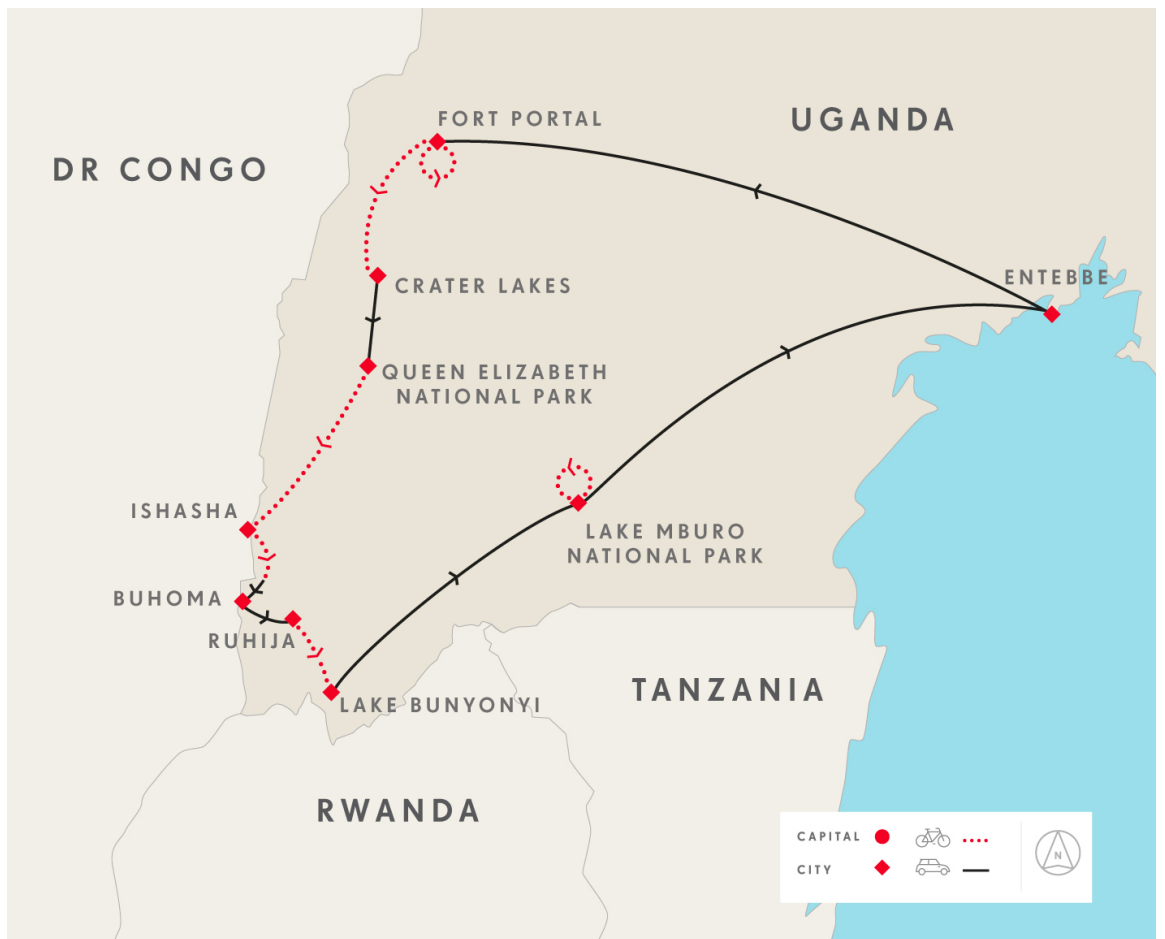 FORT PORTAL
UGANDA
DR CONGO
ENTEBBE
CRATER LAKES
QUEEN ELIZABETH
NATIONAL PARK
ISHASHA
LAKE MBURO
NATIONAL PARK
BUHOMA
RUHIJA
LAKE BUNYONYI
TANZANIA
RWANDA
CAPITAL
CITY
N